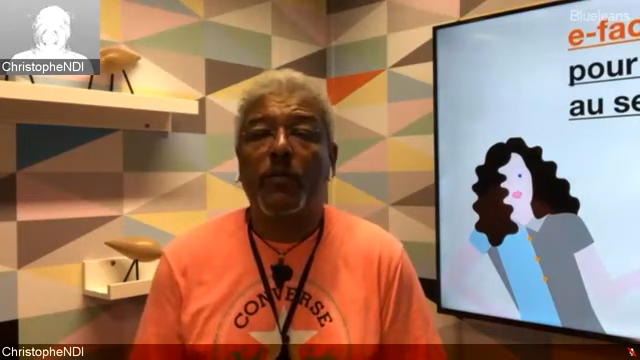 BlueJeans
e-fac
pour
au se
ChristopheNDI
CONVERSE
ChristopheNDI